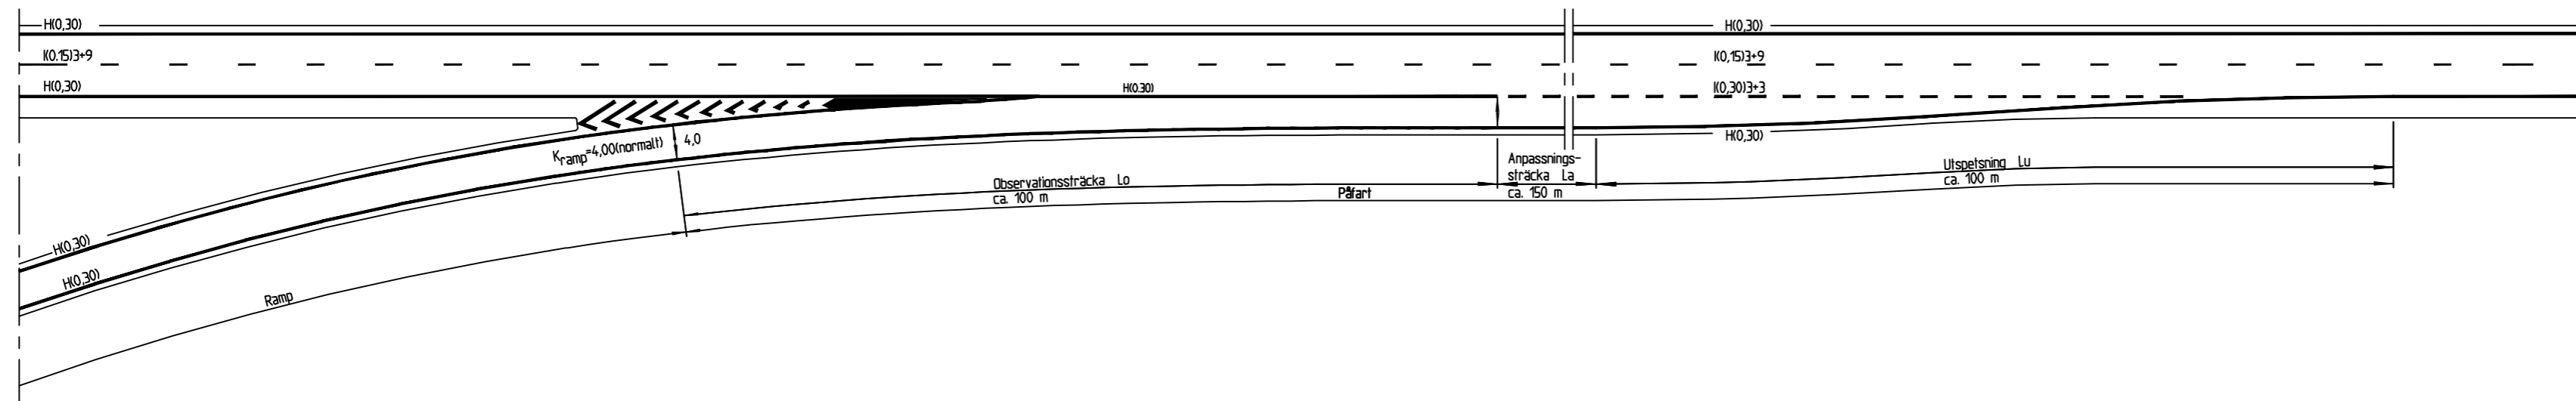 H(0,30)
H(0,30)
I(0.15)3+9
I(0,15)3+9
H(0,30)
H(0.30)
I(0,30)3+3
Kramp=4,00(normalt)
4,0
H(0,30)
Anpassnings-
sträcka La
ca. 150 m
Utspetsning Lu
ca. 100 m
Observationssträcka Lo
ca. 100 m
Påfart
H(0,30)
H(0,30)
Ramp